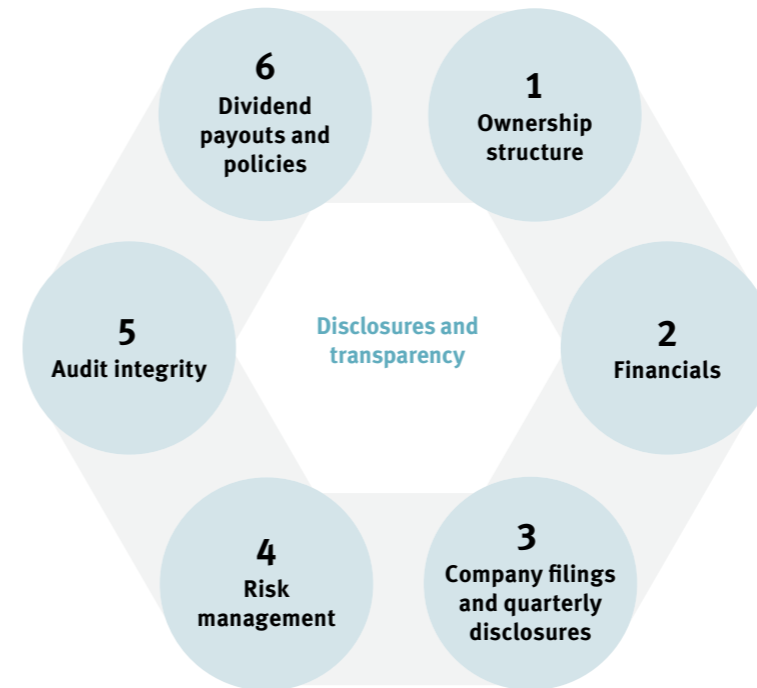 6
Dividend
payouts and
policies
1
Ownership
structure
5
Audit integrity
Disclosures and
transparency
2
Financials
4
Risk
management
3
Company filings
and quarterly
disclosures